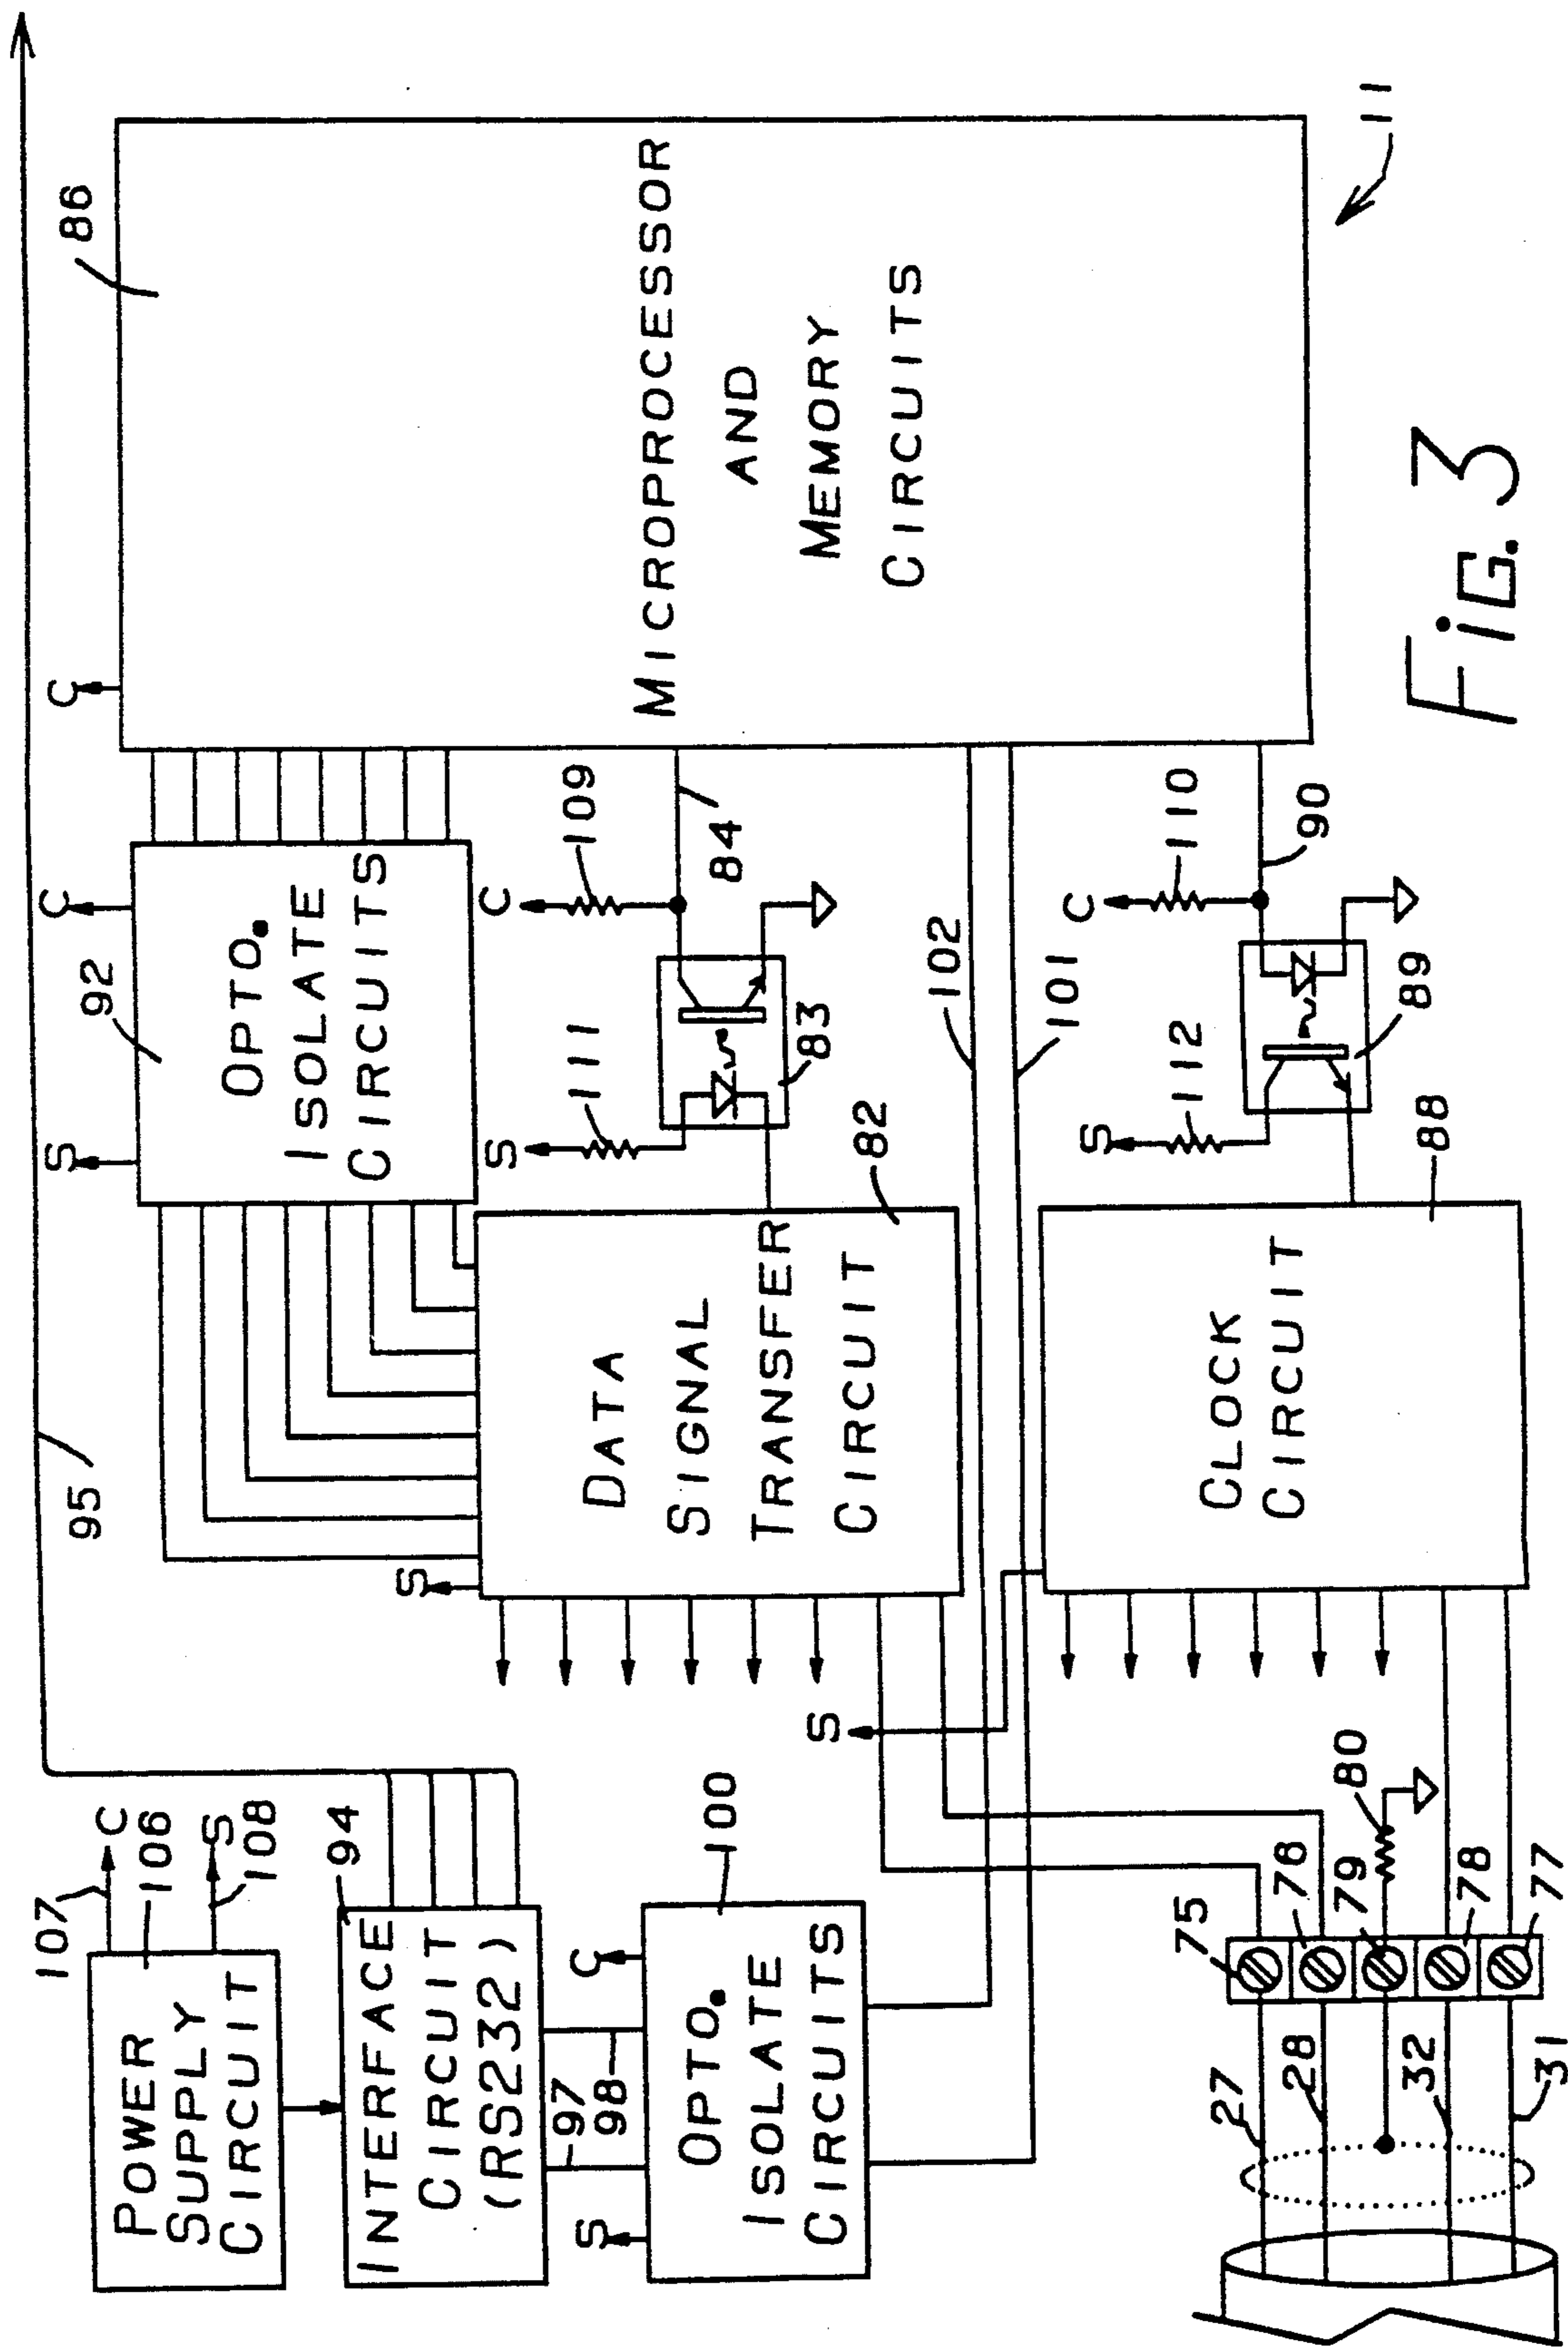 107
C
106
S
108
POWER
SUPPLY
CIRCUIT
94
INTERFACE
CIRCUIT
(RS232)
97
98
S
C
100
OPTO.
ISOLATE
CIRCUITS
95
S
C
92
OPTO.
ISOLATE
CIRCUITS
C
86
MICROPROCESSOR
AND
MEMORY
CIRCUITS
S
DATA
SIGNAL
TRANSFER
CIRCUIT
82
S
111
C
109
83
84
102
101
S
CLOCK
CIRCUIT
88
S
112
C
110
89
90
27
28
32
31
75
76
79
80
78
77
11
FIG. 3